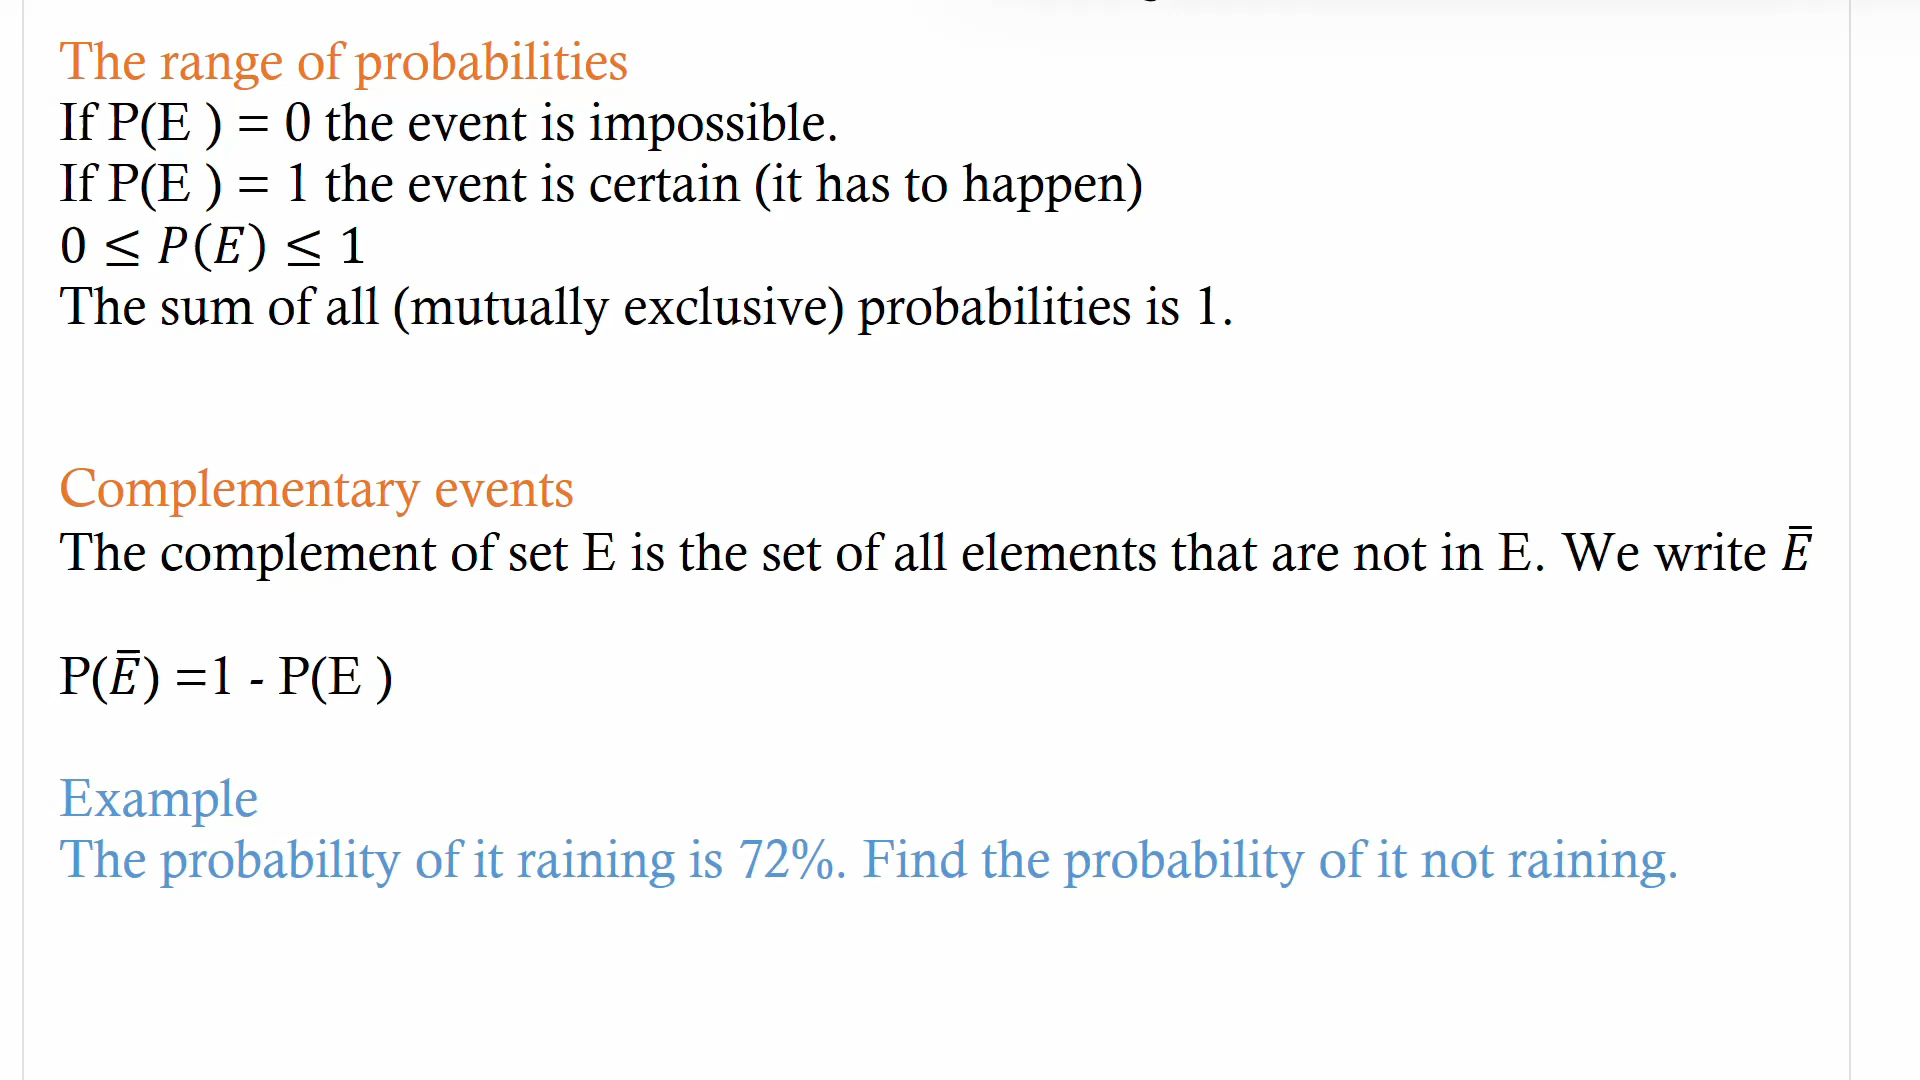 The range of probabilities
If P(E ) = 0 the event is impossible.
If P(E ) = 1 the event is certain (it has to happen)
0 ≤ P(E) ≤ 1
The sum of all (mutually exclusive) probabilities is 1.
Complementary events
The complement of set E is the set of all elements that are not in E. We write E̅
P(E̅) =1 - P(E )
Example
The probability of it raining is 72%. Find the probability of it not raining.